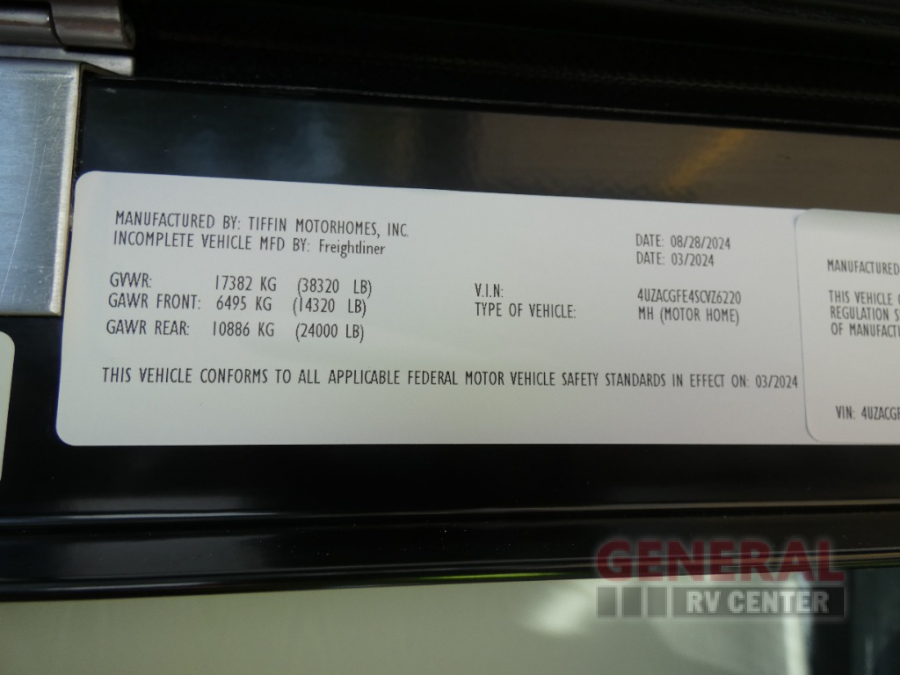 MANUFACTURED BY: TIFFIN MOTORHOMES, INC. DATE: 08/28/2024
INCOMPLETE VEHICLE MFD BY: Freightliner DATE: 03/2024
GVWR: 17382 KG (38320 LB)
GAWR FRONT: 6495 KG (14320 LB)
GAWR REAR: 10886 KG (24000 LB)
V.I.N: 4UZACGFE4SCVZ6220
TYPE OF VEHICLE: MH (MOTOR HOME)
THIS VEHICLE CONFORMS TO ALL APPLICABLE FEDERAL MOTOR VEHICLE SAFETY STANDARDS IN EFFECT ON: 03/2024
MANUFACTURED
THIS VEHICLE
REGULATION
OF
VIN:
GENERAL
RV CENTER